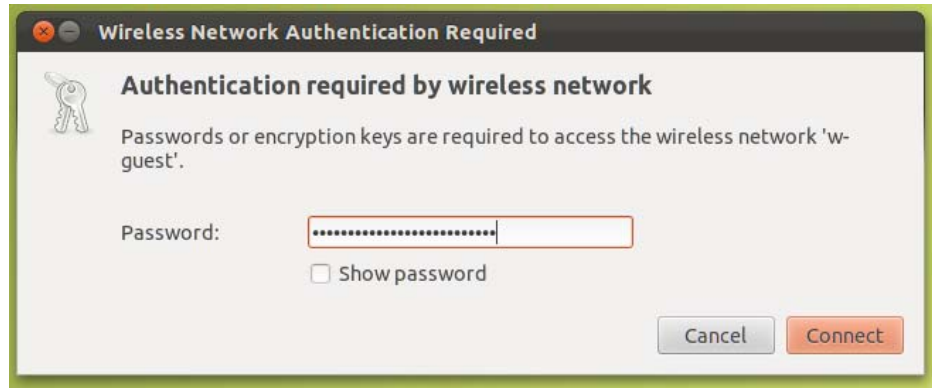 Wireless Network Authentication Required
Authentication required by wireless network
Passwords or encryption keys are required to access the wireless network 'w-
guest'.
Password:
Show password
Cancel
Connect